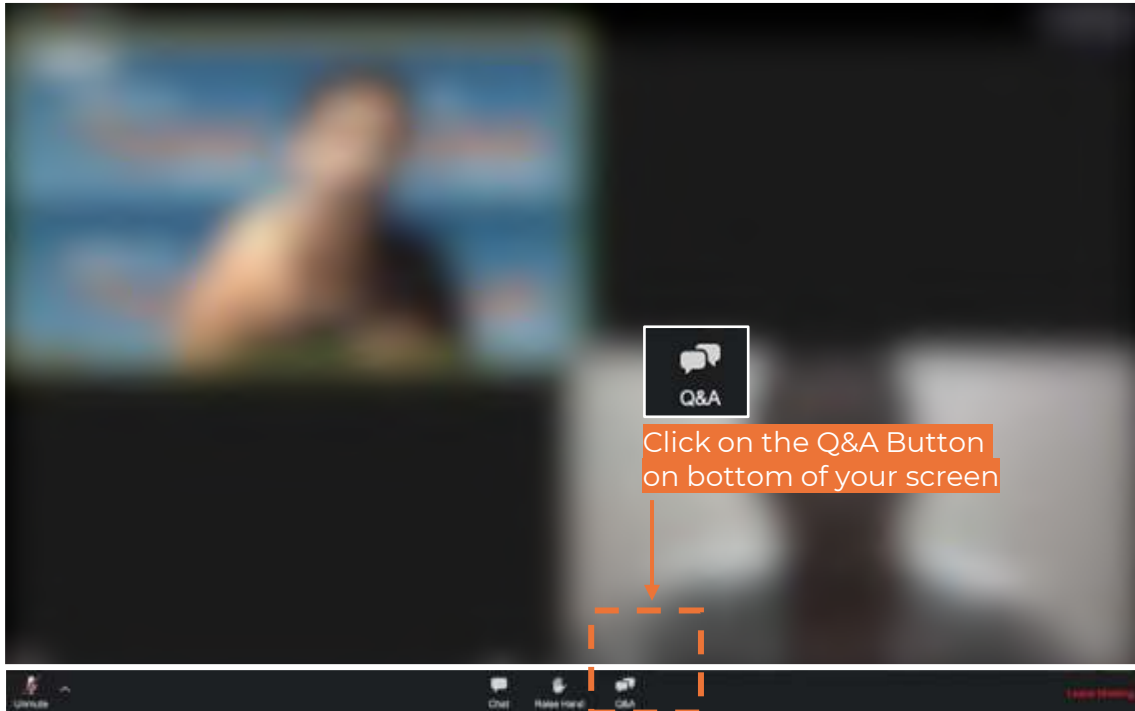 Q&A
Click on the Q&A Button
on bottom of your screen
Unmute
Chat
Raise Hand
Q&A
Leave Meeting